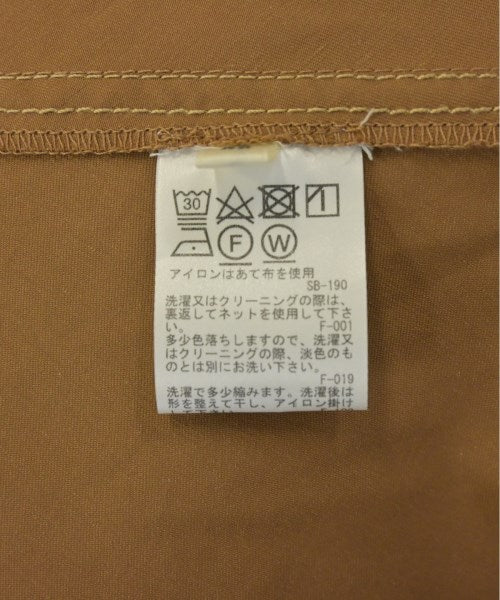 30
F W
アイロンはあて布を使用
SB-190
洗濯又はクリーニングの際は、
裏返してネットを使用して下さ
い。 F-001
多少色落ちしますので、洗濯又
はクリーニングの際、淡色のも
のとは別にお洗い下さい。
F-019
洗濯で多少縮みます。洗濯後は
形を整えて干し、アイロン掛け